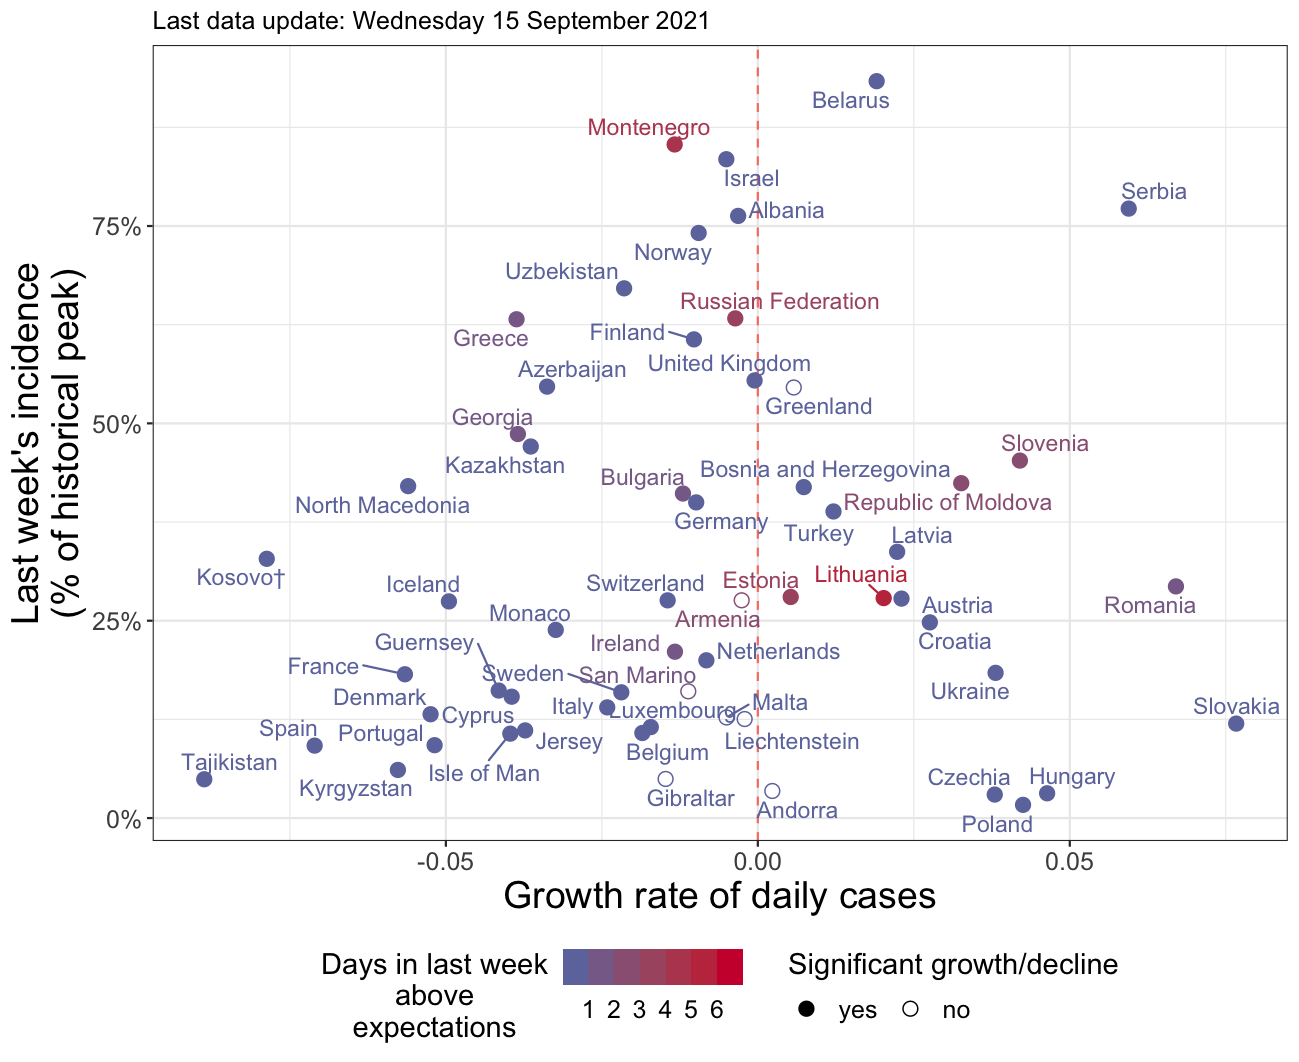 Last data update: Wednesday 15 September 2021
Belarus
Montenegro
Israel
Serbia
Albania
75%
Norway
Uzbekistan
Russian Federation
Greece
Finland
United Kingdom
Azerbaijan
Greenland
Georgia
50%
Slovenia
Kazakhstan
Bosnia and Herzegovina
Bulgaria
North Macedonia
Republic of Moldova
Germany
Turkey
Latvia
Kosovo†
Lithuania
Estonia
Iceland
Switzerland
Austria
Romania
Monaco
Armenia
25%
Guernsey
Ireland
Croatia
Netherlands
France
Sweden
San Marino
Ukraine
Denmark
Cyprus
Italy
Luxembourg
Malta
Slovakia
Spain
Portugal
Jersey
Liechtenstein
Belgium
Tajikistan
Isle of Man
Kyrgyzstan
Gibraltar
Czechia
Hungary
Andorra
Poland
0%
Last week's incidence
(% of historical peak)
-0.05
0.00
0.05
Growth rate of daily cases
Days in last week
above
expectations
1 2 3 4 5 6
Significant growth/decline
yes
no